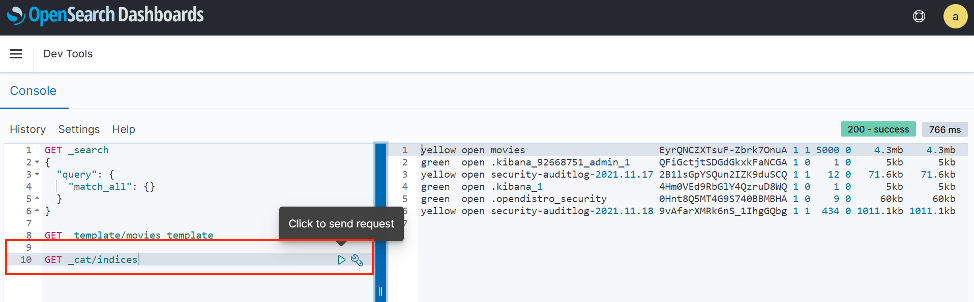 OpenSearch Dashboards
a
Dev Tools
Console
History Settings Help
200 - success 766 ms
1 GET _search
2 {
3 "query": {
4 "match_all": {}
5 }
6 }
7
8 GET _template/movies_template
9
10 GET _cat/indices
Click to send request
1 yellow open movies EyrQNCZXTsuF-Zbrk7OnuA 1 1 5000 0 4.3mb 4.3mb
2 green open .kibana_92668751_admin_1 QFiGctjtSDGdGkxkFaNCGA 1 0 1 0 5kb 5kb
3 yellow open security-auditlog-2021.11.17 2B1lsGpYSQun2IZK9duSCQ 1 1 12 0 71.6kb 71.6kb
4 green open .kibana_1 4Hm0VEd9RbGlY4QzruD8WQ 1 0 1 0 5kb 5kb
5 green open .opendistro_security 0Hnt8Q5MT4G9S740BBMBHA 1 0 9 0 60kb 60kb
6 yellow open security-auditlog-2021.11.18 9vAfarXMRk6nS_1IhgGQbg 1 1 434 0 1011.1kb 1011.1kb
7